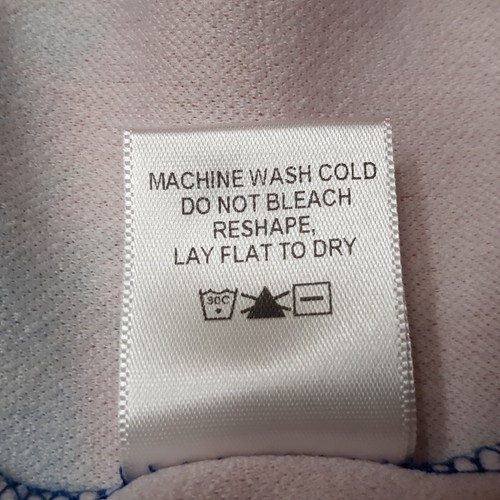 MACHINE WASH COLD
DO NOT BLEACH
RESHAPE,
LAY FLAT TO DRY
30C